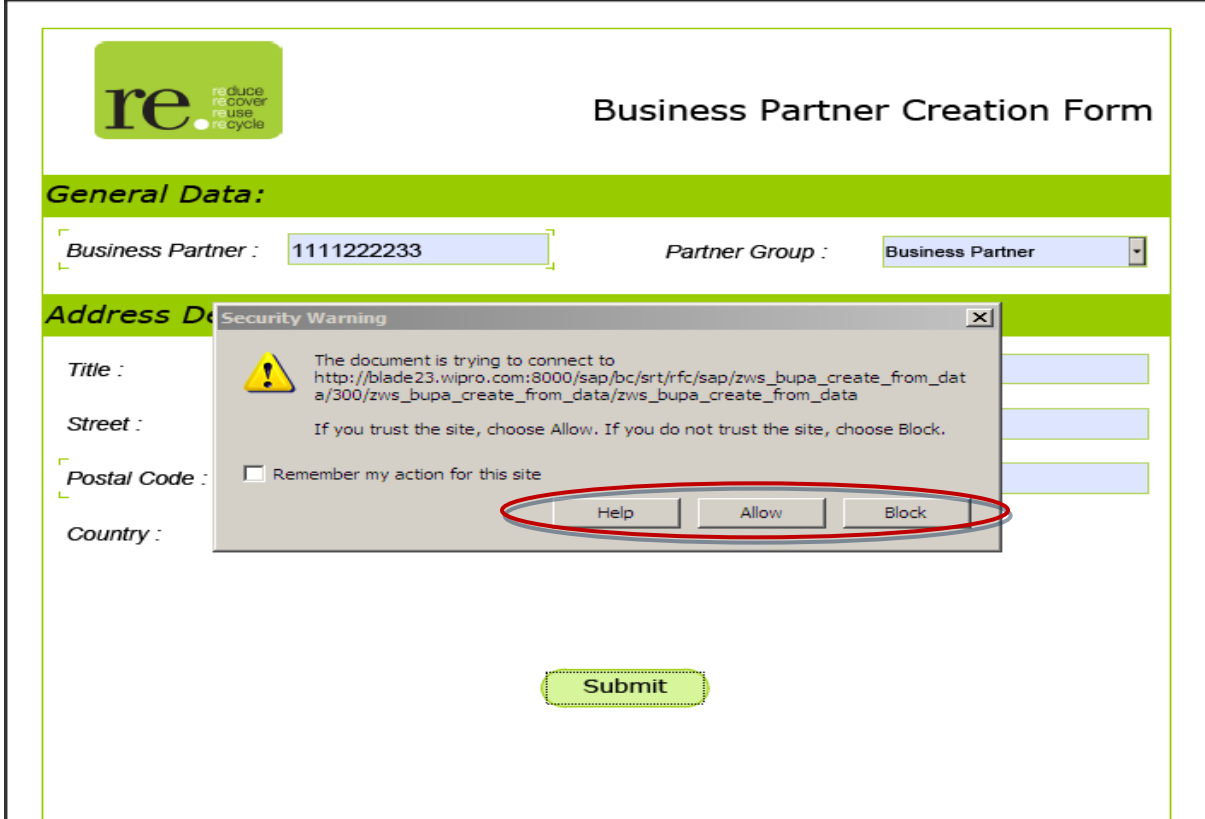 re.
reduce
recover
reuse
recycle
Business Partner Creation Form
General Data:
Business Partner : 1111222233 Partner Group : Business Partner
Address De
Security Warning
Title :
The document is trying to connect to
http://blade23.wipro.com:8000/sap/bc/srt/rfc/sap/zws_bupa_create_from_dat
a/300/zws_bupa_create_from_data/zws_bupa_create_from_data
Street :
If you trust the site, choose Allow. If you do not trust the site, choose Block.
Postal Code :
Remember my action for this site
Help Allow Block
Country :
Submit